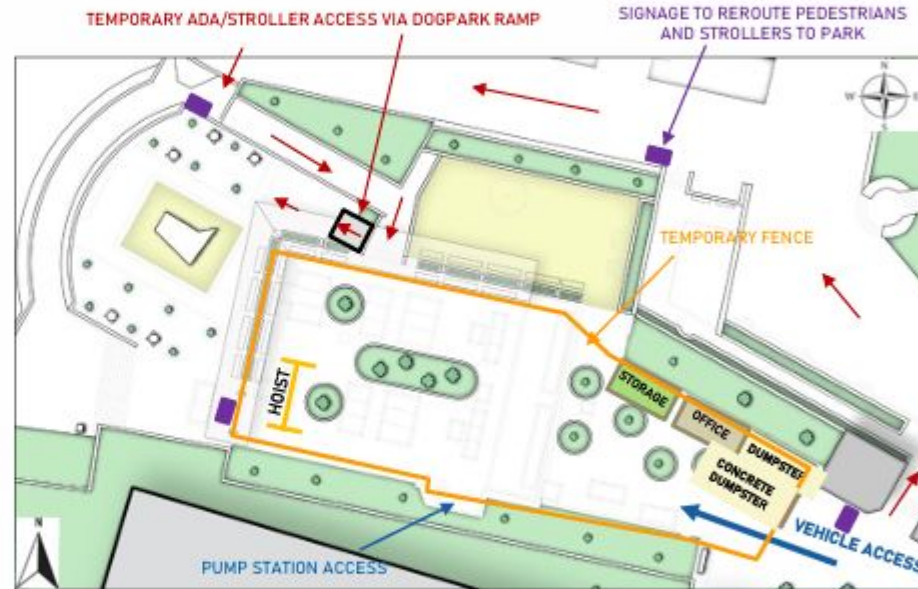 TEMPORARY ADA/STROLLER ACCESS VIA DOGPARK RAMP
SIGNAGE TO REROUTE PEDESTRIANS
AND STROLLERS TO PARK
N
W
E
S
TEMPORARY FENCE
HOIST
STORAGE
OFFICE
DUMPSTER
CONCRETE
DUMPSTER
VEHICLE ACCESS
PUMP STATION ACCESS
N